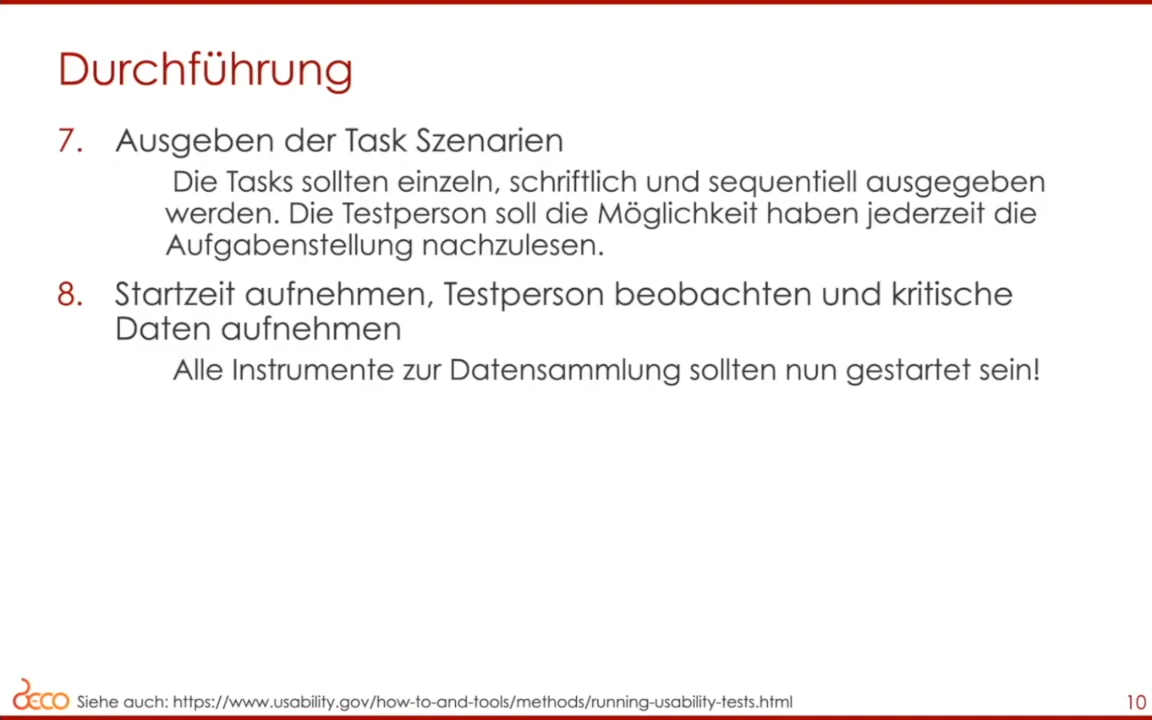 Durchführung
7. Ausgeben der Task Szenarien
Die Tasks sollten einzeln, schriftlich und sequentiell ausgegeben
werden. Die Testperson soll die Möglichkeit haben jederzeit die
Aufgabenstellung nachzulesen.
8. Startzeit aufnehmen, Testperson beobachten und kritische
Daten aufnehmen
Alle Instrumente zur Datensammlung sollten nun gestartet sein!
DECO Siehe auch: https://www.usability.gov/how-to-and-tools/methods/running-usability-tests.html
10